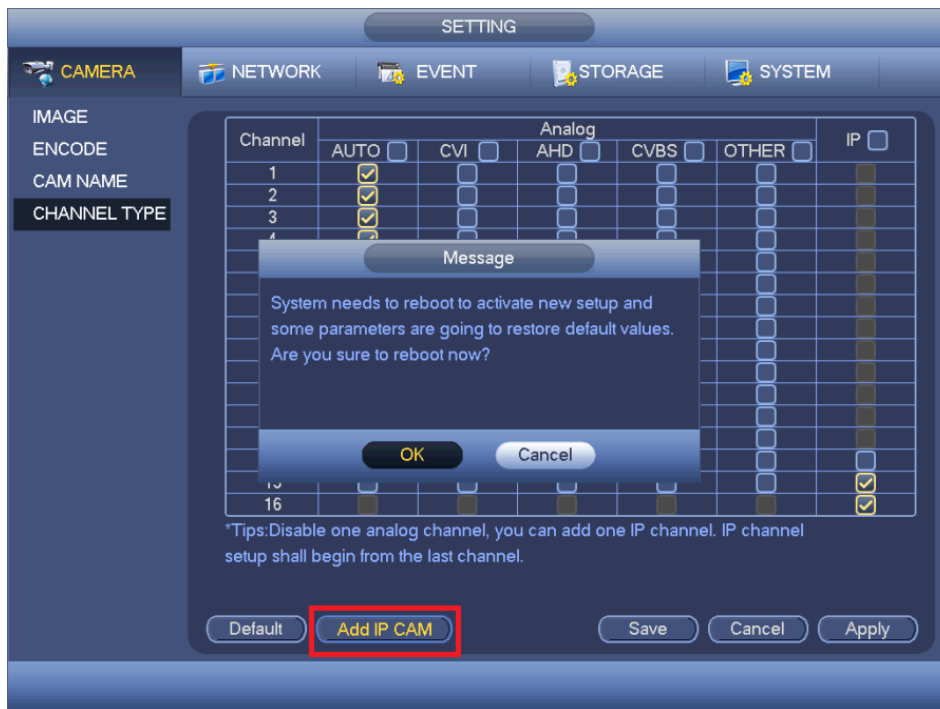 SETTING
CAMERA NETWORK EVENT STORAGE SYSTEM
IMAGE
ENCODE
CAM NAME
CHANNEL TYPE
Channel Analog IP
AUTO CVI AHD CVBS OTHER
1
2
3
Message
System needs to reboot to activate new setup and
some parameters are going to restore default values.
Are you sure to reboot now?
OK Cancel
16
*Tips:Disable one analog channel, you can add one IP channel. IP channel
setup shall begin from the last channel.
Default Add IP CAM Save Cancel Apply